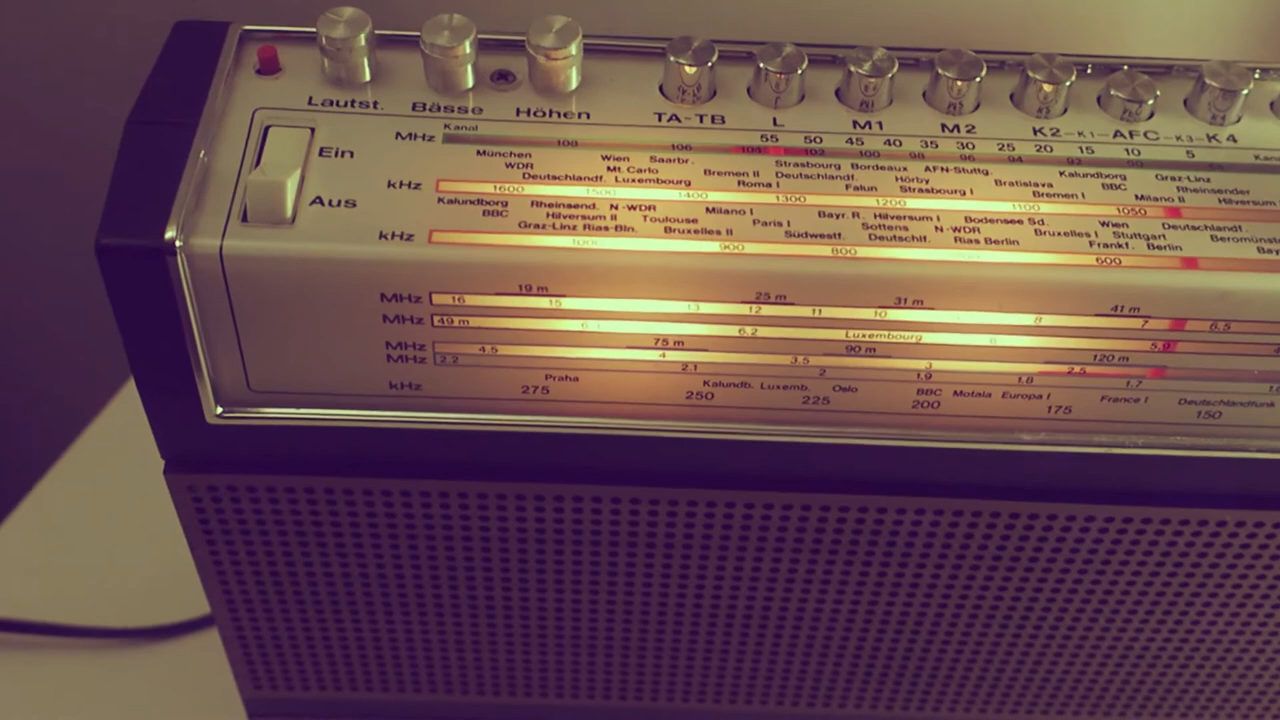 Lautst. Bässe Höhen TA-TB L M1 M2 K2-K1-AFC-K3-K4
Ein
Aus
Kanal 55 50 45 40 35 30 25 20 15 10 5
MHz 108 106 104 102 100 98 96 94 92 90
München Wien Saarbr. Strasbourg Bordeaux AFN-Stuttg. Kalundborg Graz-Linz
WDR Mt. Carlo Bremen II Deutschlandf. Hörby Bratislava BBC Rheinsender
Deutschlandf. Luxembourg Roma I Falun Strasbourg I Bremen I Milano II
kHz 1600 1500 1400 1300 1200 1100 1050
Kalundborg Rheinsend. N-WDR Milano I Bayr. R. Hilversum I Bodensee Sd. Wien Deutschlandf.
BBC Hilversum II Toulouse Paris I Sottens N-WDR Bruxelles I Stuttgart
Graz-Linz Rias-Bln. Bruxelles II Südwestf. Deutschlf. Rias Berlin Frankf. Berlin
kHz 1000 900 800 600
19 m 25 m 31 m 41 m
MHz 16 15 13 12 11 10 8 7 6.5
MHz 49 m 6.2 Luxembourg 6 5.9
75 m 90 m 120 m
MHz 4.5 4 3.5 3 2.5
MHz 2.2 2.1 2 1.9 1.8 1.7
Praha Kalundb. Luxemb. Oslo BBC Motala Europa I France I Deutschlandfunk
kHz 275 250 225 200 175 150